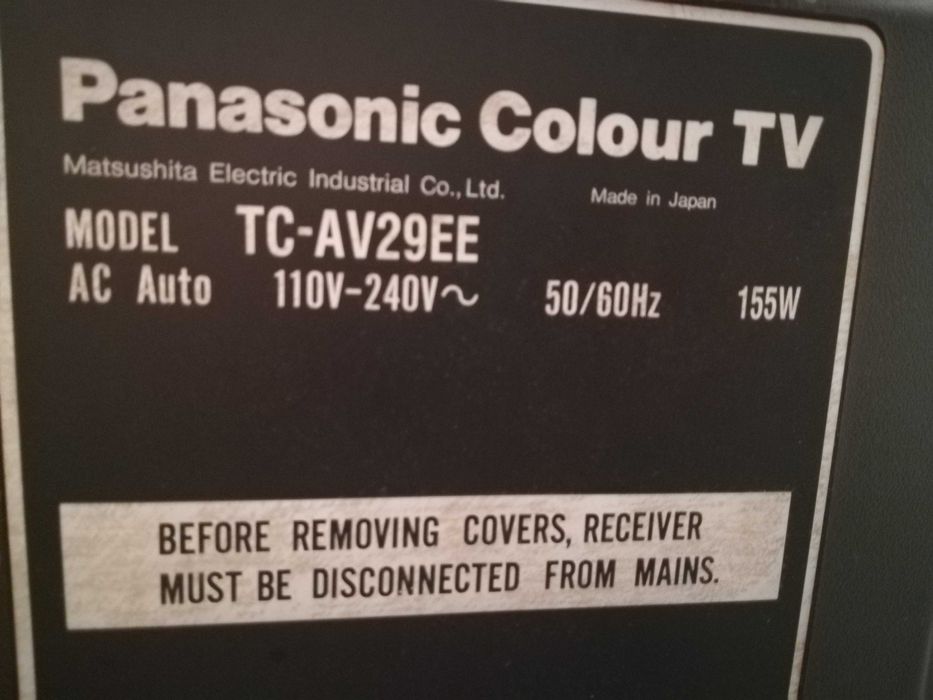 Panasonic Colour TV
Matsushita Electric Industrial Co., Ltd. Made in Japan
MODEL TC-AV29EE
AC Auto 110V-240V~ 50/60Hz 155W
BEFORE REMOVING COVERS, RECEIVER
MUST BE DISCONNECTED FROM MAINS.